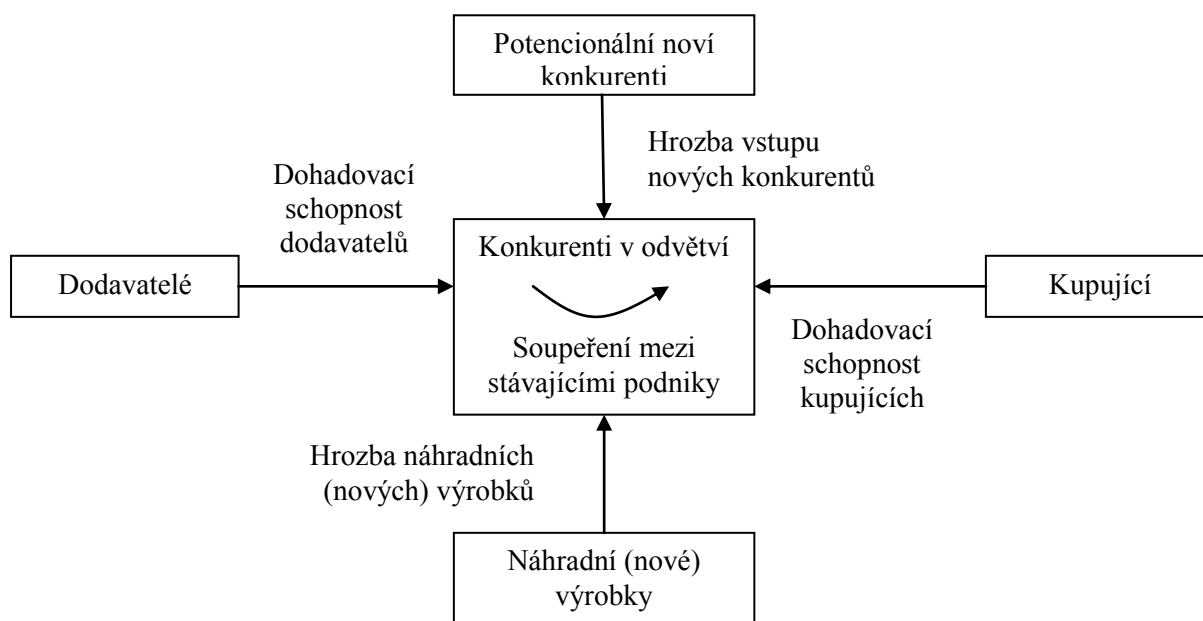 Potencionální noví
konkurenti
Hrozba vstupu
nových konkurentů
Dohadovací
schopnost
dodavatelů
Dodavatelé
Konkurenti v odvětví
Soupeření mezi
stávajícími podniky
Kupující
Dohadovací
schopnost
kupujících
Hrozba náhradních
(nových) výrobků
Náhradní (nové)
výrobky